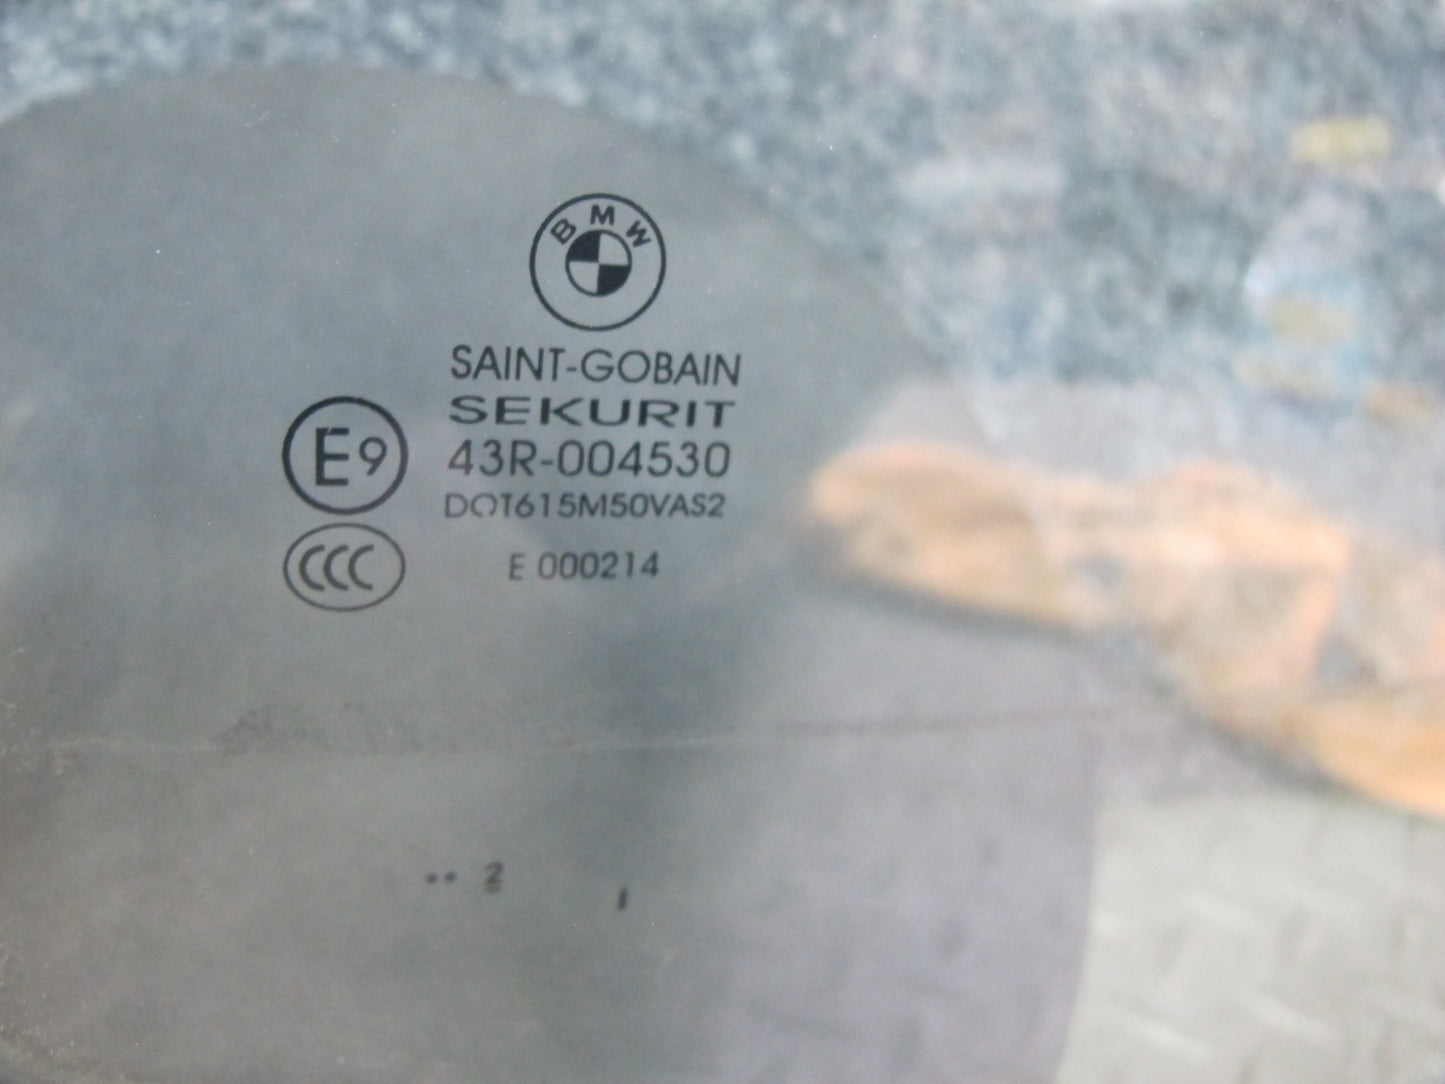 BMW
SAINT-GOBAIN
SEKURIT
E9
43R-004530
DOT615M50VAS2
CCC
E 000214
.. 2